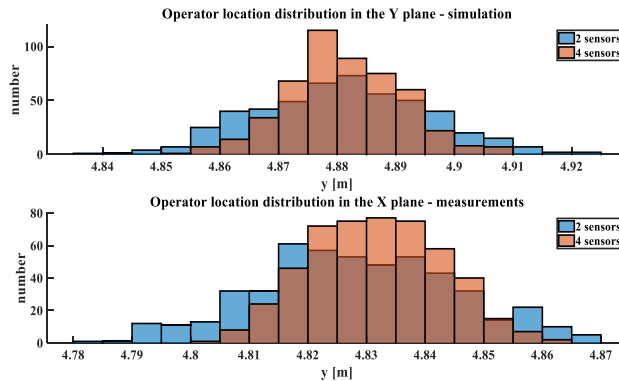 Operator location distribution in the Y plane - simulation
2 sensors
4 sensors
number
100
50
0
4.84 4.85 4.86 4.87 4.88 4.89 4.9 4.91 4.92
y [m]
Operator location distribution in the X plane - measurements
2 sensors
4 sensors
number
80
60
40
20
0
4.78 4.79 4.8 4.81 4.82 4.83 4.84 4.85 4.86 4.87
y [m]